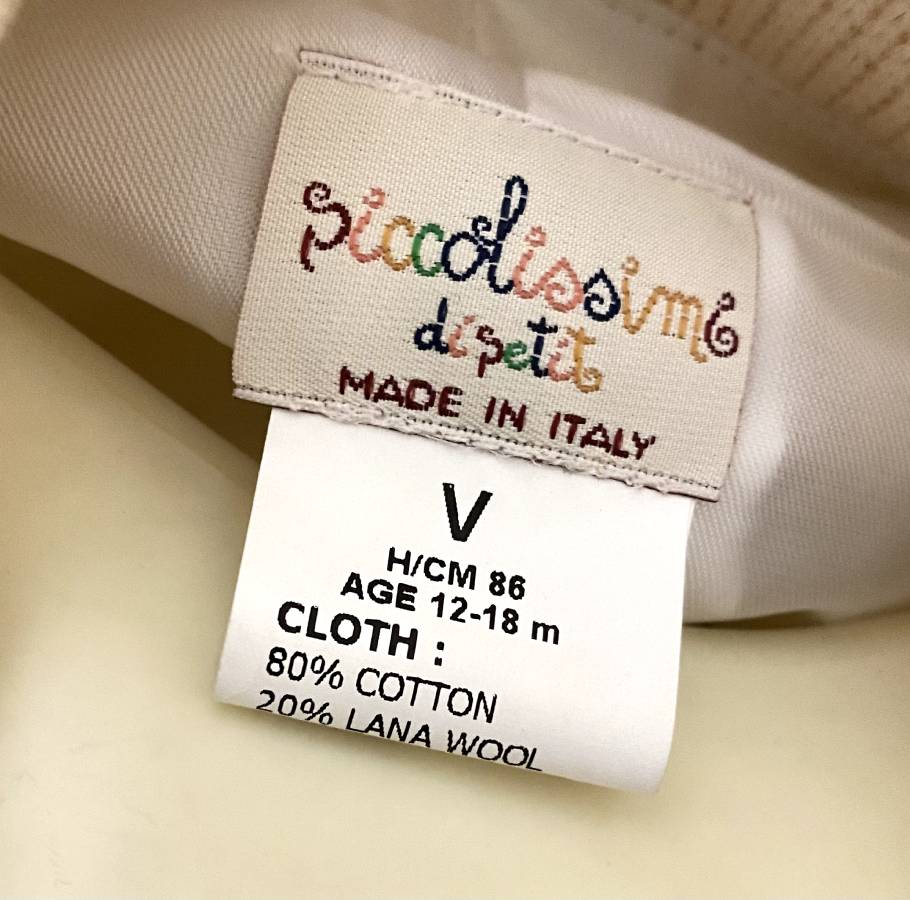 piccolissimi
di petit
MADE IN ITALY
V
H/CM 86
AGE 12-18 m
CLOTH :
80% COTTON
20% LANA WOOL